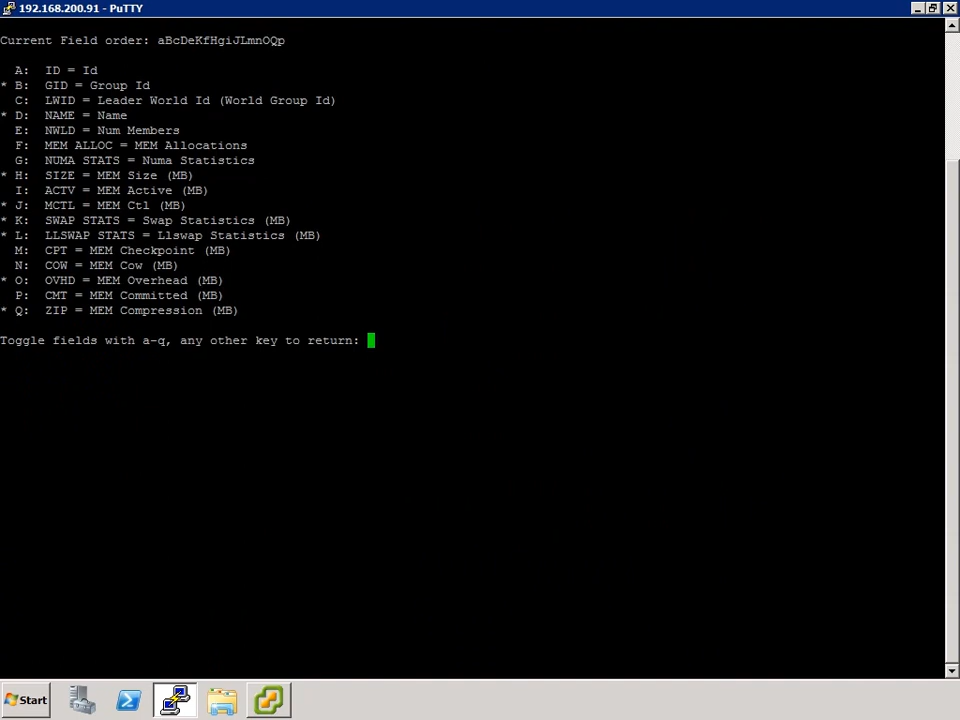 192.168.200.91 - PuTTY
Current Field order: aBcDeKfHgiJLmnOQp
A: ID = Id
* B: GID = Group Id
C: LWID = Leader World Id (World Group Id)
* D: NAME = Name
E: NWLD = Num Members
F: MEM ALLOC = MEM Allocations
G: NUMA STATS = Numa Statistics
* H: SIZE = MEM Size (MB)
I: ACTV = MEM Active (MB)
* J: MCTL = MEM Ctl (MB)
* K: SWAP STATS = Swap Statistics (MB)
* L: LLSWAP STATS = Llswap Statistics (MB)
M: CPT = MEM Checkpoint (MB)
N: COW = MEM Cow (MB)
* O: OVHD = MEM Overhead (MB)
P: CMT = MEM Committed (MB)
* Q: ZIP = MEM Compression (MB)
Toggle fields with a-q, any other key to return:
Start